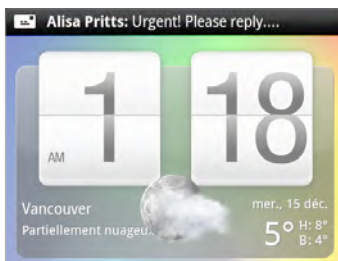 Alisa Pritts: Urgent! Please reply....
1 18
AM
Vancouver
mer., 15 déc.
Partiellement nuageu
5° H: 8°
B: 4°